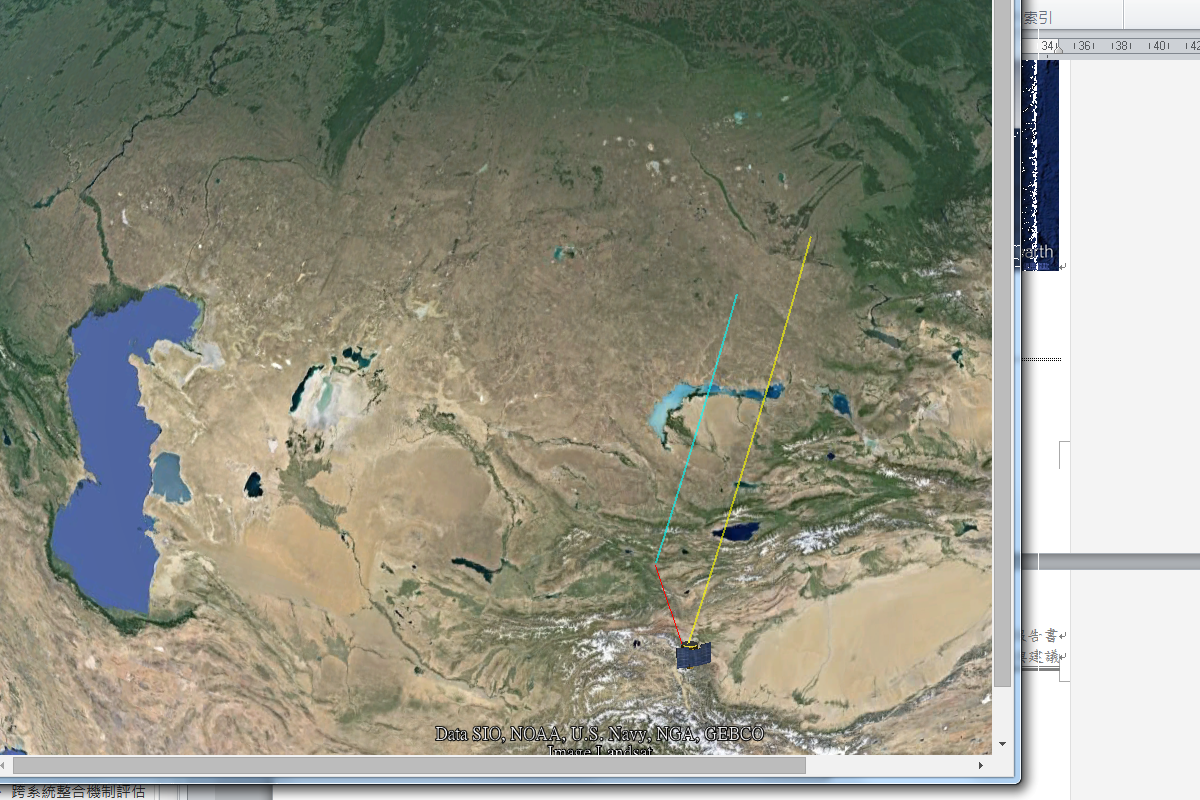 索引
34 36 38 40 42
arth
告書
建議
Data SIO, NOAA, U.S. Navy, NGA, GEBCO
Image Landsat
跨系統整合機制評估